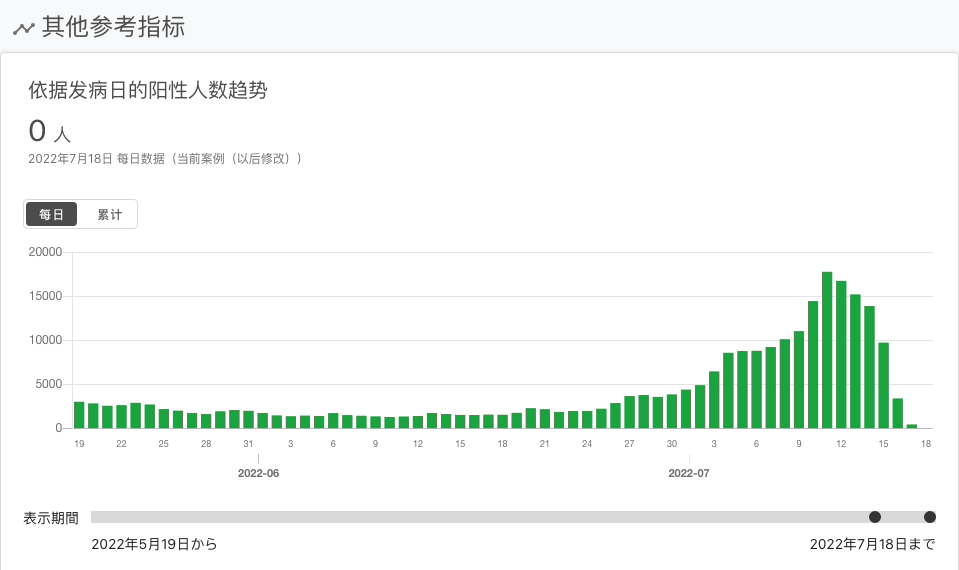 其他参考指标
依据发病日的阳性人数趋势
0 人
2022年7月18日 每日数据（当前案例（以后修改））
每日 累计
20000
15000
10000
5000
0
19 22 25 28 31 3 6 9 12 15 18 21 24 27 30 3 6 9 12 15 18
2022-06 2022-07
表示期間
2022年5月19日から 2022年7月18日まで